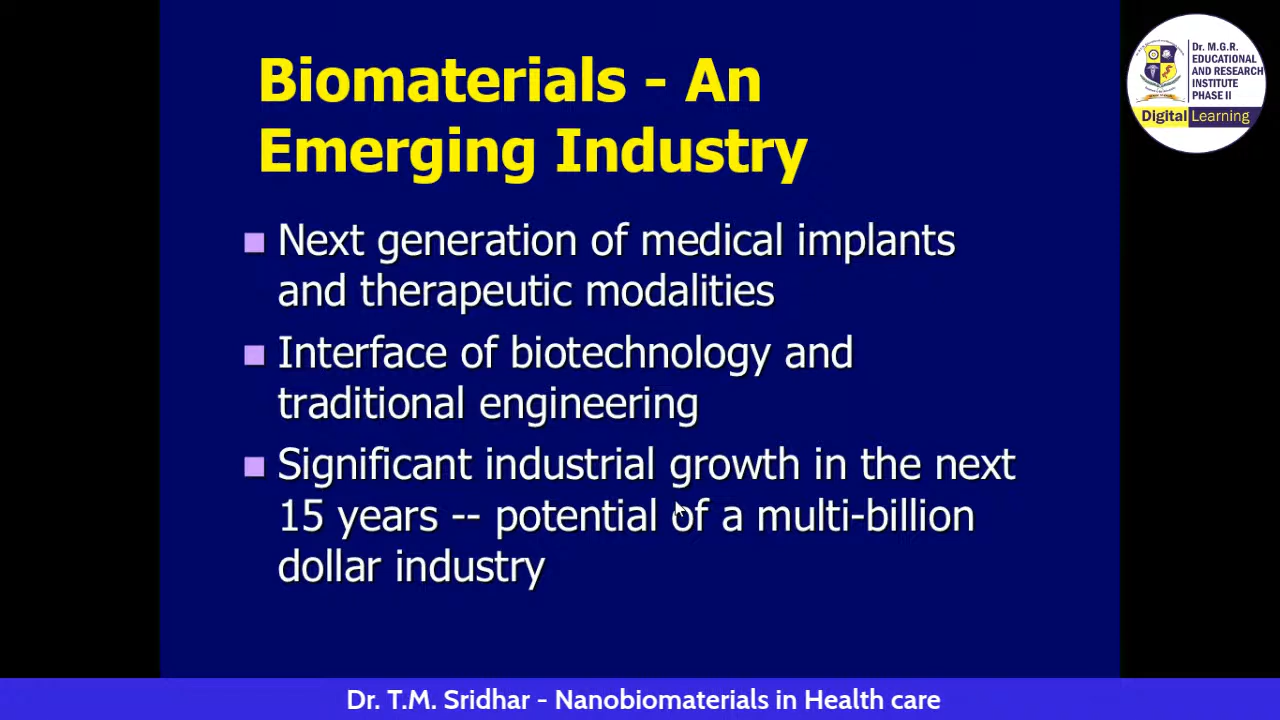 Biomaterials - An
Emerging Industry
Next generation of medical implants
and therapeutic modalities
Interface of biotechnology and
traditional engineering
Significant industrial growth in the next
15 years -- potential of a multi-billion
dollar industry
Dr. M.G.R.
EDUCATIONAL
AND RESEARCH
INSTITUTE
PHASE II
Digital Learning
Dr. T.M. Sridhar - Nanobiomaterials in Health care